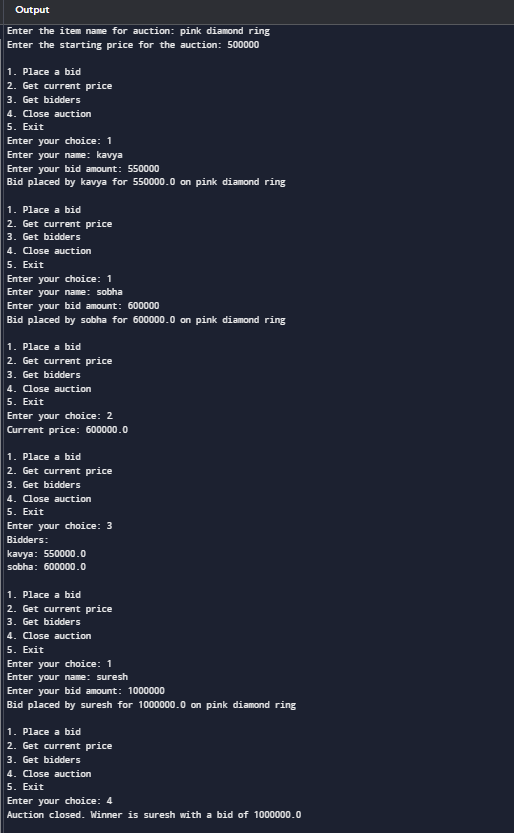 Output
Enter the item name for auction: pink diamond ring
Enter the starting price for the auction: 500000
1. Place a bid
2. Get current price
3. Get bidders
4. Close auction
5. Exit
Enter your choice: 1
Enter your name: kavya
Enter your bid amount: 550000
Bid placed by kavya for 550000.0 on pink diamond ring
1. Place a bid
2. Get current price
3. Get bidders
4. Close auction
5. Exit
Enter your choice: 1
Enter your name: sobha
Enter your bid amount: 600000
Bid placed by sobha for 600000.0 on pink diamond ring
1. Place a bid
2. Get current price
3. Get bidders
4. Close auction
5. Exit
Enter your choice: 2
Current price: 600000.0
1. Place a bid
2. Get current price
3. Get bidders
4. Close auction
5. Exit
Enter your choice: 3
Bidders:
kavya: 550000.0
sobha: 600000.0
1. Place a bid
2. Get current price
3. Get bidders
4. Close auction
5. Exit
Enter your choice: 1
Enter your name: suresh
Enter your bid amount: 1000000
Bid placed by suresh for 1000000.0 on pink diamond ring
1. Place a bid
2. Get current price
3. Get bidders
4. Close auction
5. Exit
Enter your choice: 4
Auction closed. Winner is suresh with a bid of 1000000.0